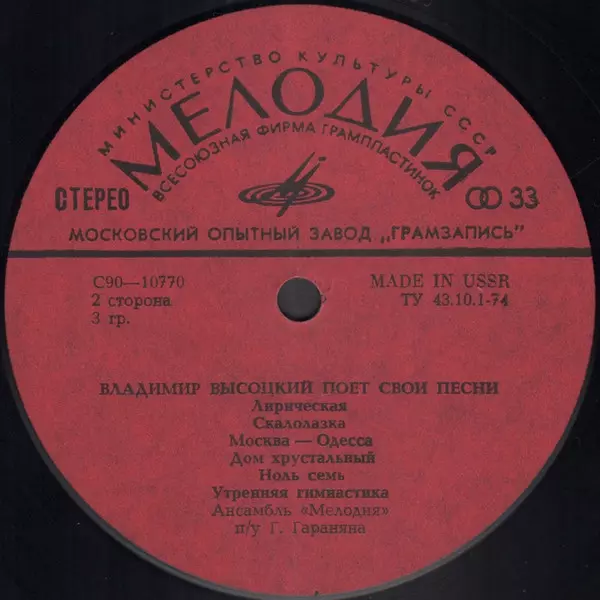 МИНИСТЕРСТВО КУЛЬТУРЫ СССР
МЕЛОДИЯ
ВСЕСОЮЗНАЯ ФИРМА ГРАМПЛАСТИНОК
СТЕРЕО
33
МОСКОВСКИЙ ОПЫТНЫЙ ЗАВОД „ГРАМЗАПИСЬ"
С90—10770
MADE IN USSR
2 сторона
ТУ 43.10.1-74
3 гр.
ВЛАДИМИР ВЫСОЦКИЙ ПОЕТ СВОИ ПЕСНИ
Лирическая
Скалолазка
Москва — Одесса
Дом хрустальный
Ноль семь
Утренняя гимнастика
Ансамбль «Мелодия»
п/у Г. Гараняна